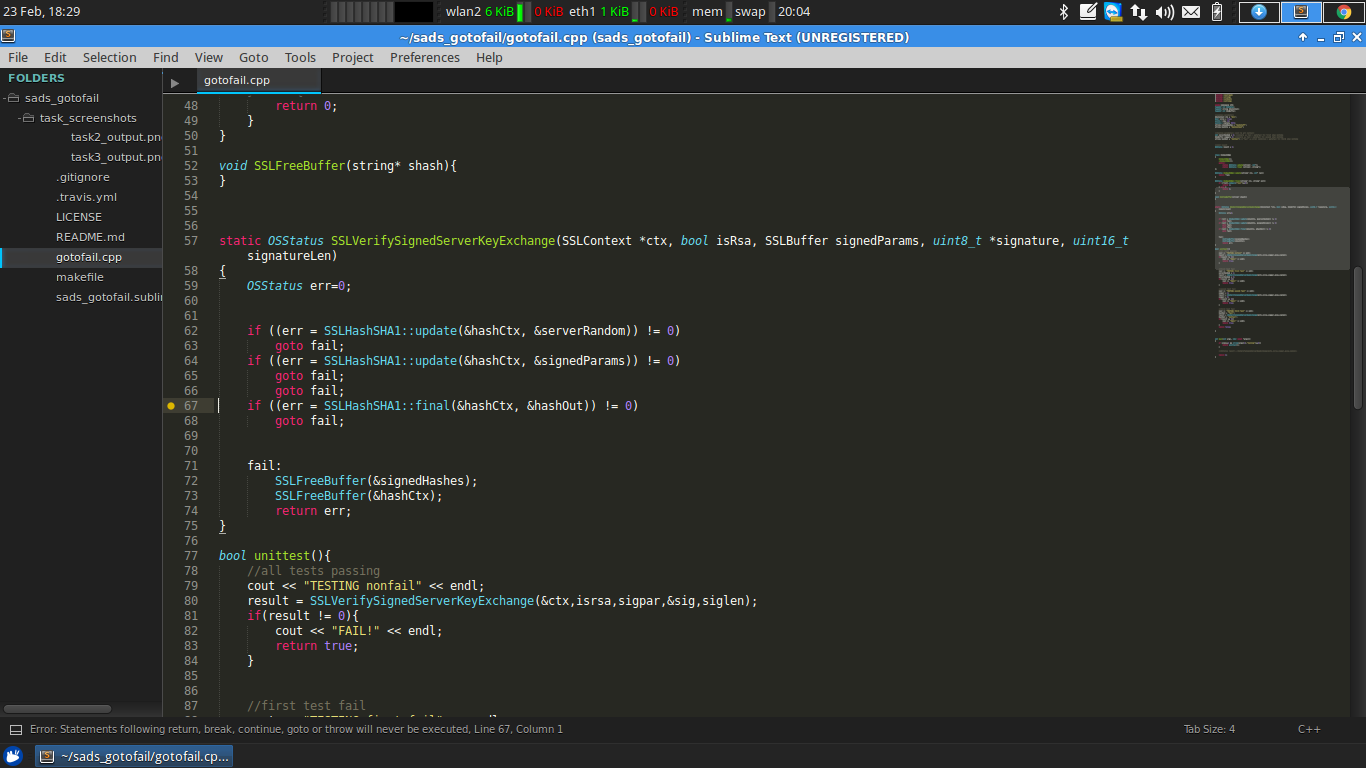 23 Feb, 18:29 wlan2 6 KiB 0 KiB eth1 1 KiB 0 KiB mem swap 20:04
~/sads_gotofail/gotofail.cpp (sads_gotofail) - Sublime Text (UNREGISTERED)
File Edit Selection Find View Goto Tools Project Preferences Help
FOLDERS
sads_gotofail
task_screenshots
task2_output.pn
task3_output.pn
.gitignore
.travis.yml
LICENSE
README.md
gotofail.cpp
makefile
sads_gotofail.sublin
gotofail.cpp
48 return 0;
49 }
50 }
51
52 void SSLFreeBuffer(string* shash){
53 }
54
55
56
57 static OSStatus SSLVerifySignedServerKeyExchange(SSLContext *ctx, bool isRsa, SSLBuffer signedParams, uint8_t *signature, uint16_t
signatureLen)
58 {
59 OSStatus err=0;
60
61
62 if ((err = SSLHashSHA1::update(&hashCtx, &serverRandom)) != 0)
63 goto fail;
64 if ((err = SSLHashSHA1::update(&hashCtx, &signedParams)) != 0)
65 goto fail;
66 goto fail;
67 if ((err = SSLHashSHA1::final(&hashCtx, &hashOut)) != 0)
68 goto fail;
69
70
71 fail:
72 SSLFreeBuffer(&signedHashes);
73 SSLFreeBuffer(&hashCtx);
74 return err;
75 }
76
77 bool unittest(){
78 //all tests passing
79 cout << "TESTING nonfail" << endl;
80 result = SSLVerifySignedServerKeyExchange(&ctx,isrsa,sigpar,&sig,siglen);
81 if(result != 0){
82 cout << "FAIL!" << endl;
83 return true;
84 }
85
86
87 //first test fail
Error: Statements following return, break, continue, goto or throw will never be executed, Line 67, Column 1 Tab Size: 4 C++
~/sads_gotofail/gotofail.cp...